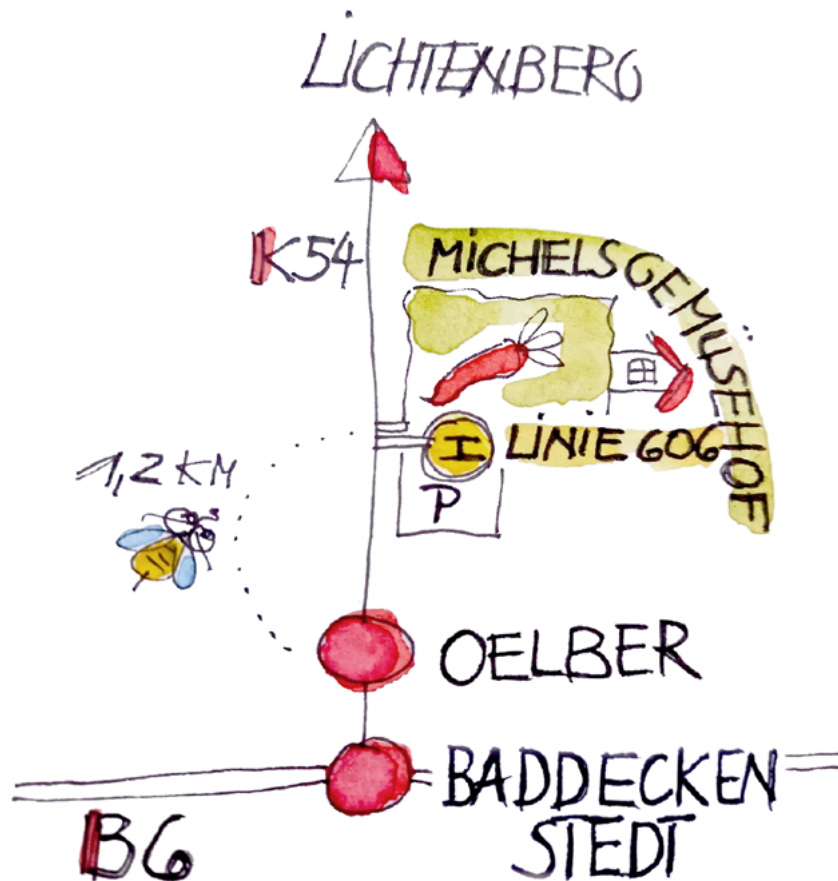 LiCHTENBERG
K54
MiCHELSGEMÜSEHOF
H LiNiE 606
1,2 KM
P
OELBER
BADDECKEN
STEDT
B6